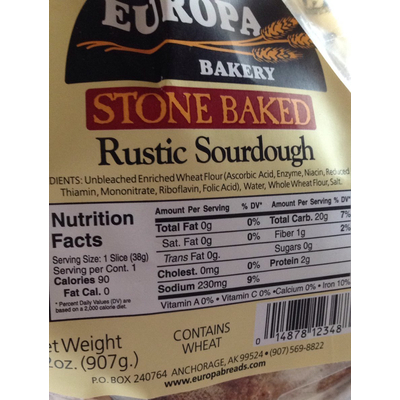 EUROPA
BAKERY
STONE BAKED
Rustic Sourdough
DIENTS: Unbleached Enriched Wheat Flour (Ascorbic Acid, Enzyme, Niacin, Reduced
Thiamin, Mononitrate, Riboflavin, Folic Acid), Water, Whole Wheat Flour, Salt.
Nutrition
Facts
Serving Size: 1 Slice (38g)
Serving per Cont. 1
Calories 90
Fat Cal. 0
* Percent Daily Values (DV) are
based on a 2,000 calorie diet.
Amount Per Serving % DV* Amount Per Serving % DV*
Total Fat 0g 0% Total Carb. 20g 7%
Sat. Fat 0g 0% Fiber 1g 2%
Trans Fat 0g. Sugars 0g
Cholest. 0mg 0% Protein 2g
Sodium 230mg 9%
Vitamin A 0% • Vitamin C 0% • Calcium 0% • Iron 10%
et Weight
2oz. (907g.)
CONTAINS
WHEAT
0 14878 12348
P.O. BOX 240764 ANCHORAGE, AK 99524 • (907) 569-8822
www.europabreads.com